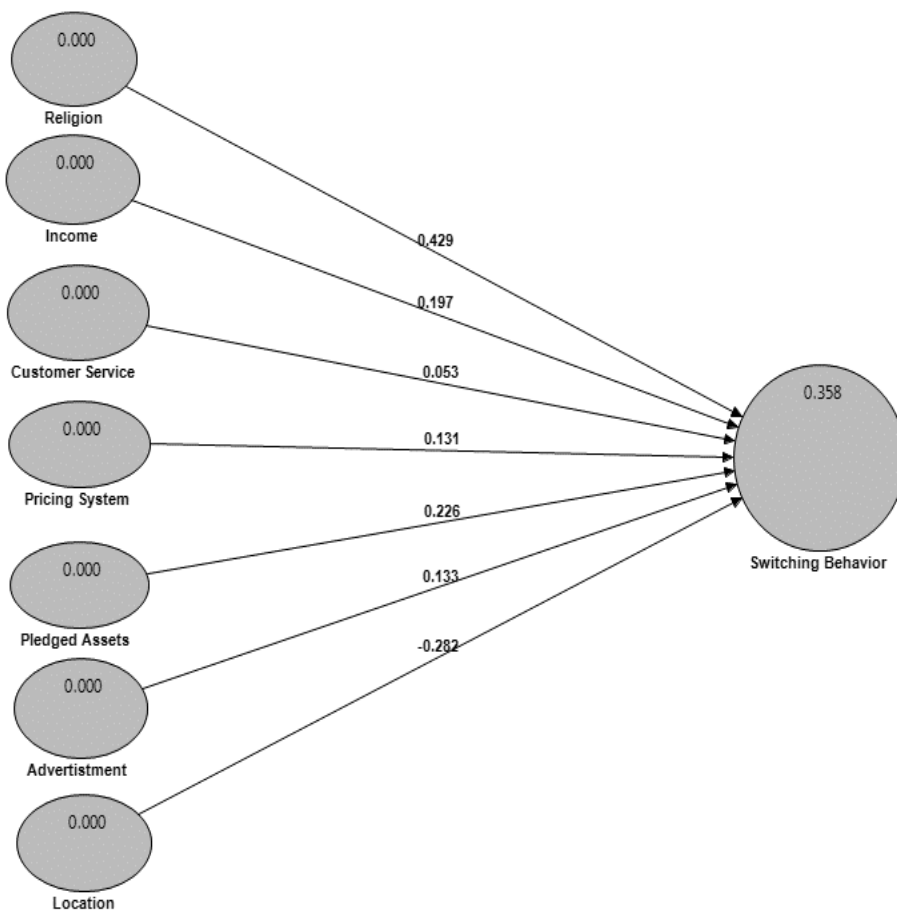 0.000
Religion
0.000
Income
0.000
Customer Service
0.000
Pricing System
0.000
Pledged Assets
0.000
Advertistment
0.000
Location
0.429
0.197
0.053
0.131
0.226
0.133
-0.282
0.358
Switching Behavior